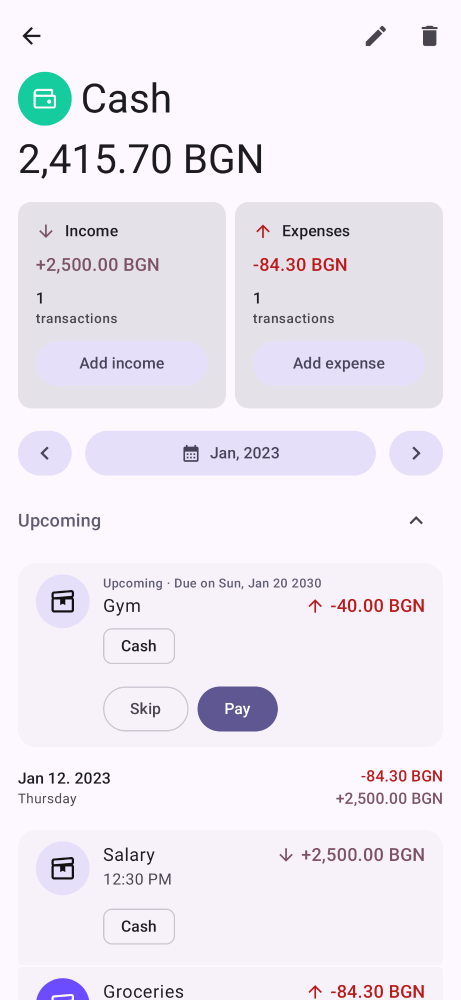 Cash
2,415.70 BGN
Income
+2,500.00 BGN
1
transactions
Add income
Expenses
-84.30 BGN
1
transactions
Add expense
Jan, 2023
Upcoming
Upcoming · Due on Sun, Jan 20 2030
Gym
-40.00 BGN
Cash
Skip
Pay
Jan 12. 2023
-84.30 BGN
Thursday
+2,500.00 BGN
Salary
+2,500.00 BGN
12:30 PM
Cash
Groceries
-84.30 BGN